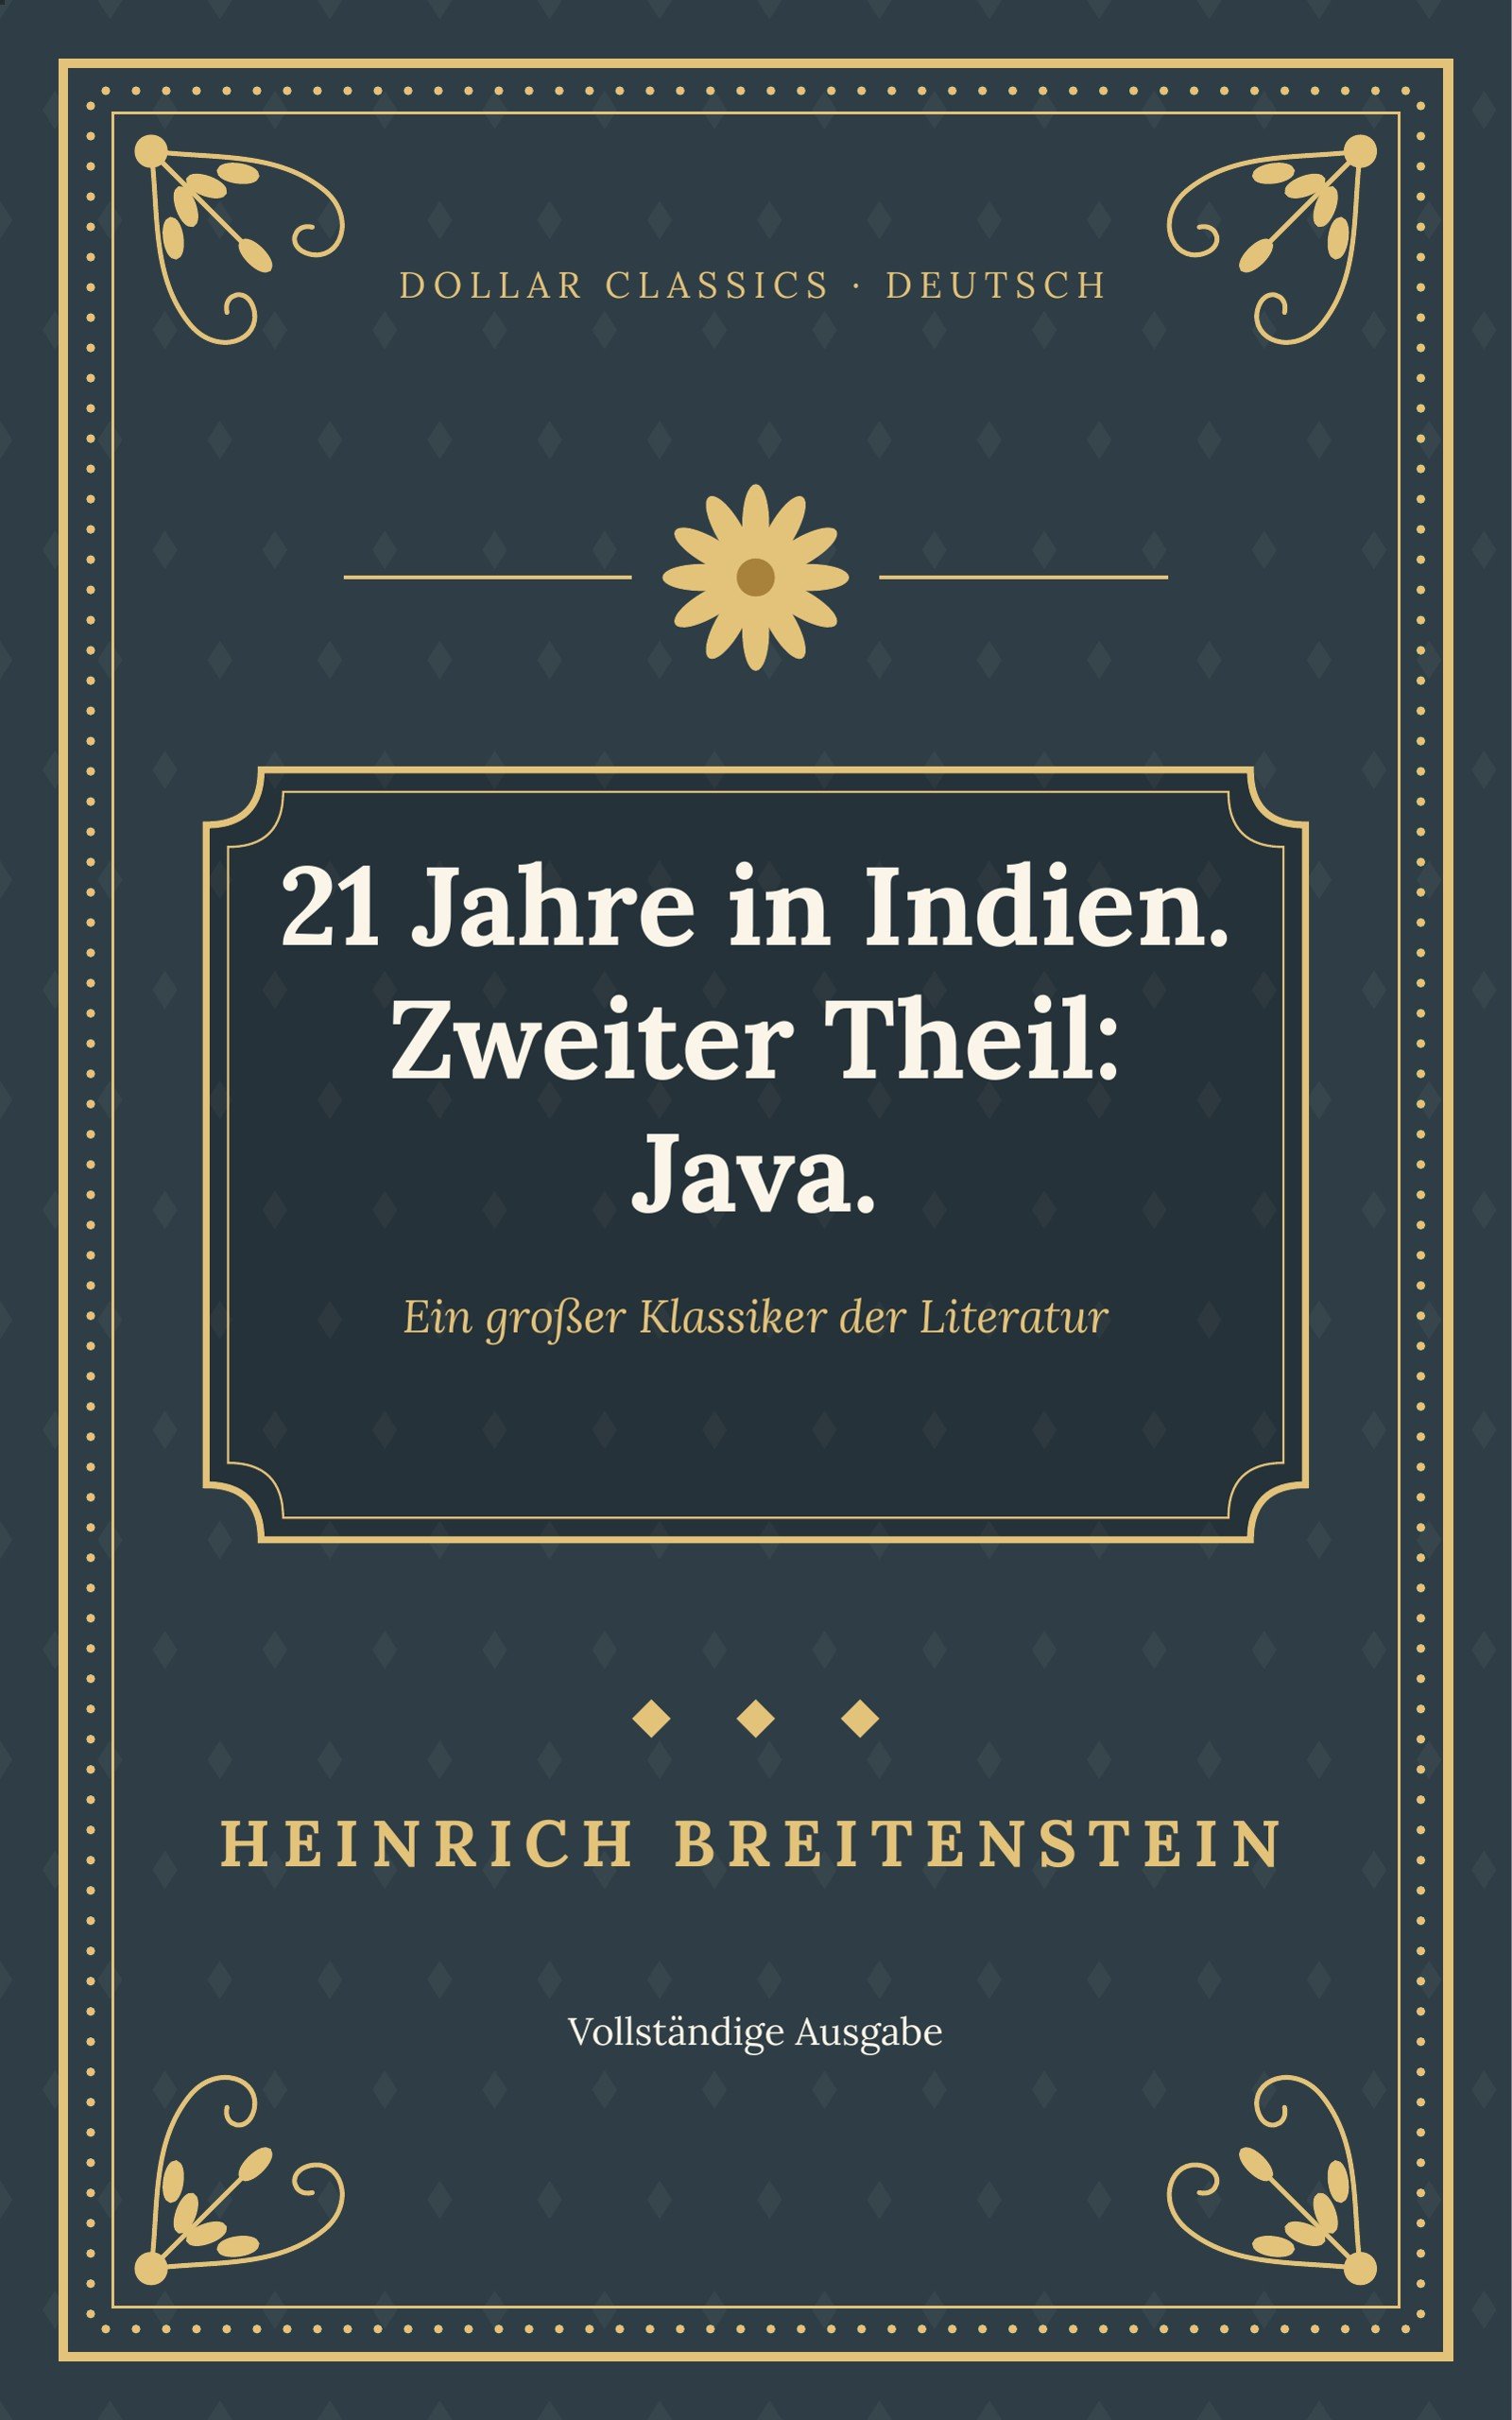 DOLLAR CLASSICS · DEUTSCH
21 Jahre in Indien.
Zweiter Theil:
Java.
Ein großer Klassiker der Literatur
HEINRICH BREITENSTEIN
Vollständige Ausgabe